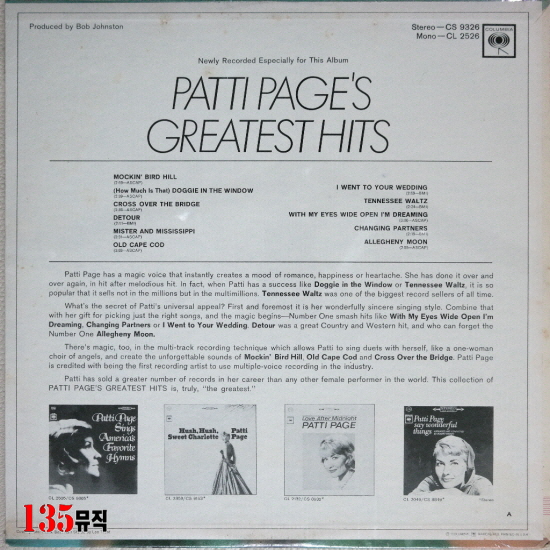 Produced by Bob Johnston
Stereo—CS 9326
Mono—CL 2526
COLUMBIA
Newly Recorded Especially for This Album
PATTI PAGE'S
GREATEST HITS
MOCKIN' BIRD HILL
(How Much Is That) DOGGIE IN THE WINDOW
CROSS OVER THE BRIDGE
DETOUR
MISTER AND MISSISSIPPI
OLD CAPE COD
I WENT TO YOUR WEDDING
TENNESSEE WALTZ
WITH MY EYES WIDE OPEN I'M DREAMING
CHANGING PARTNERS
ALLEGHENY MOON
Patti Page has a magic voice that instantly creates a mood of romance, happiness or heartache. She has done it over and
over again, in hit after melodious hit. In fact, when Patti has a success like Doggie in the Window or Tennessee Waltz, it is so
popular that it sells not in the millions but in the multimillions. Tennessee Waltz was one of the biggest record sellers of all time.
What's the secret of Patti's universal appeal? First and foremost it is her wonderfully sincere singing style. Combine that
with her gift for picking just the right songs, and the magic begins—Number One smash hits like With My Eyes Wide Open I'm
Dreaming, Changing Partners or I Went to Your Wedding. Detour was a great Country and Western hit, and who can forget the
Number One Allegheny Moon.
There's magic, too, in the multi-track recording technique which allows Patti to sing duets with herself, like a one-woman
choir of angels, and create the unforgettable sounds of Mockin' Bird Hill, Old Cape Cod and Cross Over the Bridge. Patti Page
is credited with being the first recording artist to use multiple-voice recording in the industry.
Patti has sold a greater number of records in her career than any other female performer in the world. This collection of
PATTI PAGE'S GREATEST HITS is, truly, "the greatest."
Patti Page
Sings
America's
Favorite
Hymns
Hush, Hush,
Sweet Charlotte
Patti
Page
Love After Midnight
PATTI PAGE
Patti Page
say wonderful
things
A
135뮤직